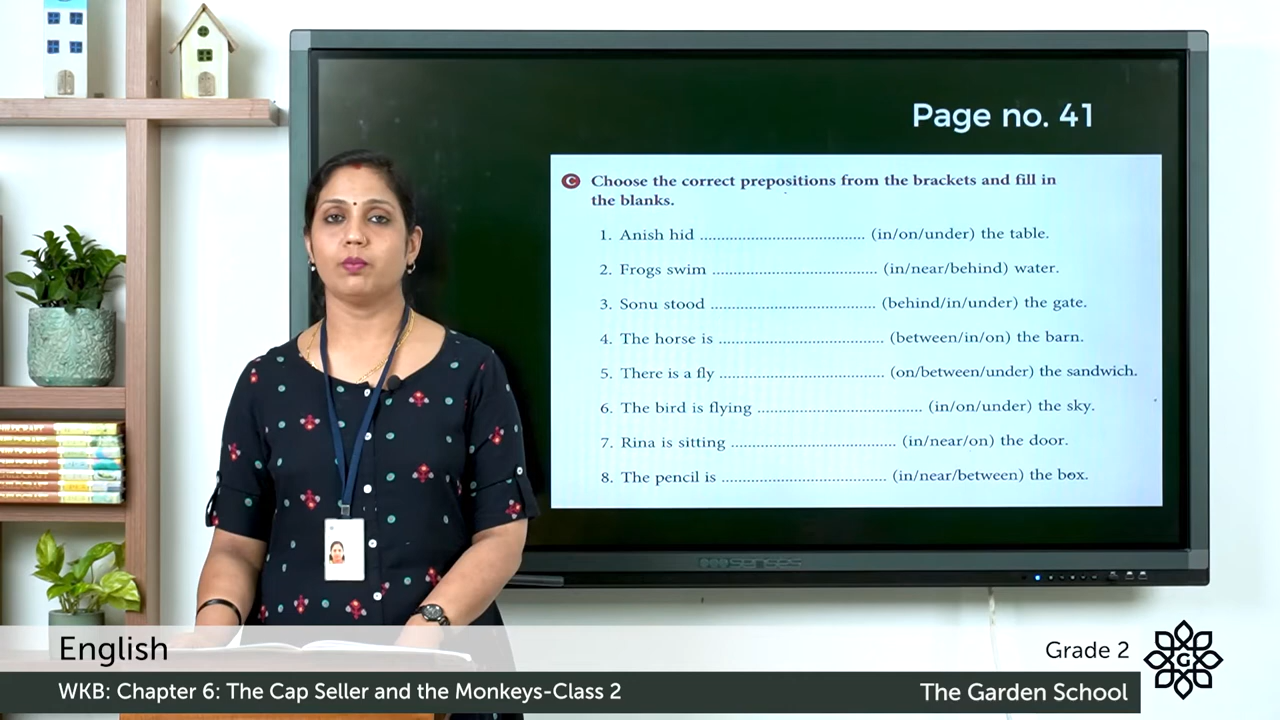 Page no. 41
C Choose the correct prepositions from the brackets and fill in
the blanks.
1. Anish hid ................................. (in/on/under) the table.
2. Frogs swim ................................. (in/near/behind) water.
3. Sonu stood ................................. (behind/in/under) the gate.
4. The horse is ................................. (between/in/on) the barn.
5. There is a fly ................................. (on/between/under) the sandwich.
6. The bird is flying ................................. (in/on/under) the sky.
7. Rina is sitting ................................. (in/near/on) the door.
8. The pencil is ................................. (in/near/between) the box.
English
Grade 2
G
WKB: Chapter 6: The Cap Seller and the Monkeys-Class 2
The Garden School